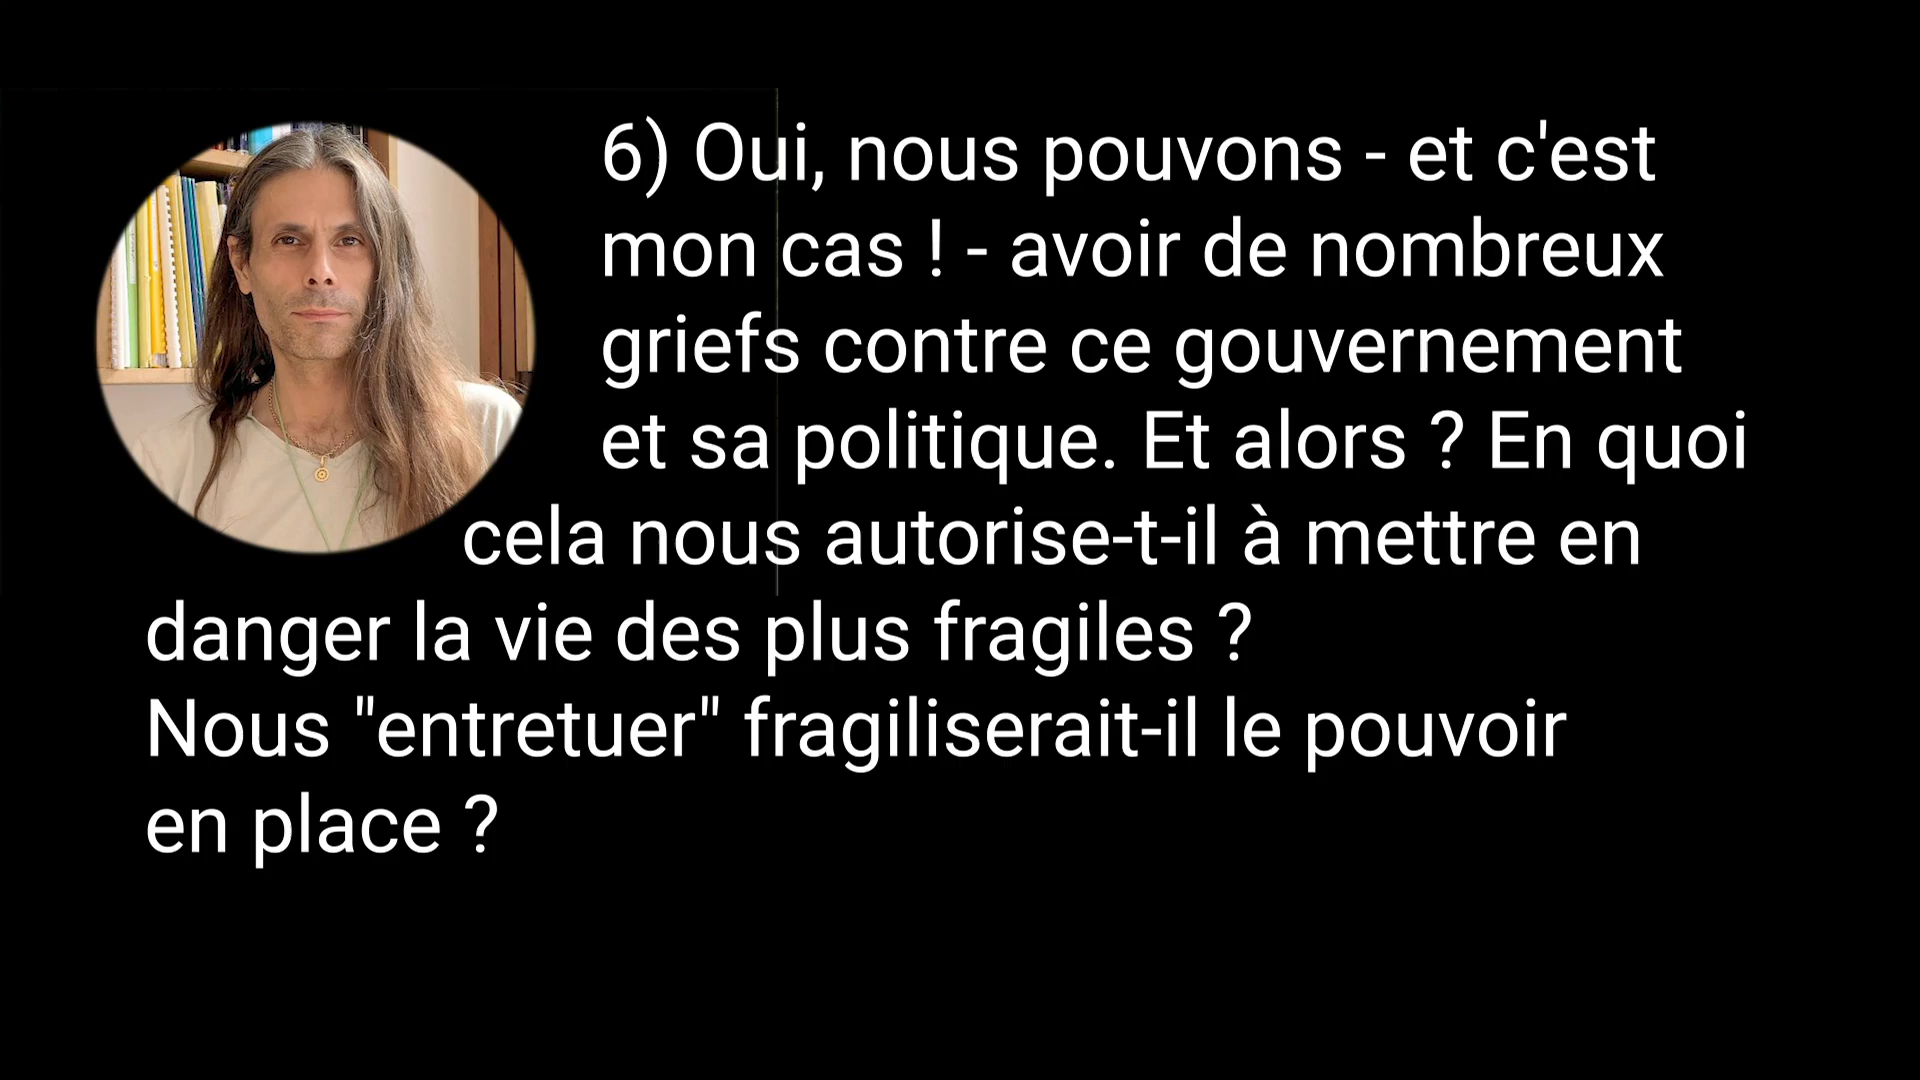 6) Oui, nous pouvons - et c'est
mon cas ! - avoir de nombreux
griefs contre ce gouvernement
et sa politique. Et alors ? En quoi
cela nous autorise-t-il à mettre en
danger la vie des plus fragiles ?
Nous "entretuer" fragiliserait-il le pouvoir
en place ?